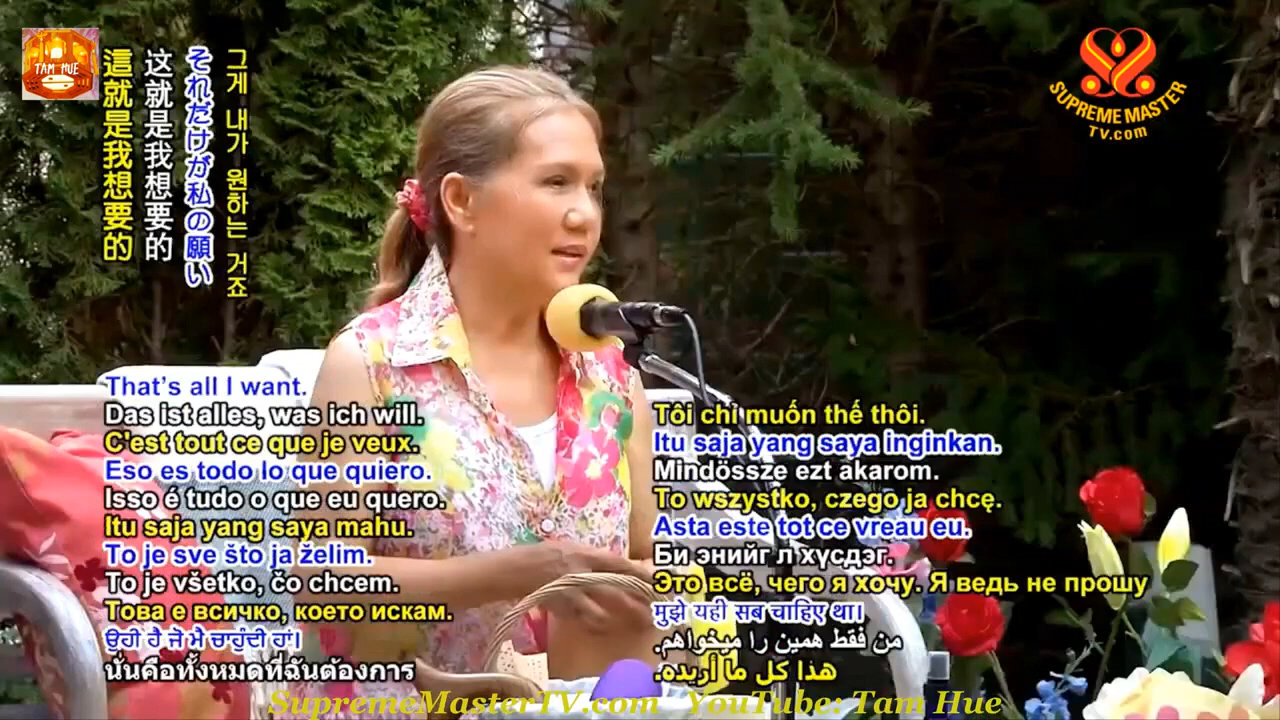 TAM HUE
這就是我想要的
这就是我想要的
それだけが私の願い
그게 내가 원하는 거죠
SUPREME MASTER
TV.com
That's all I want.
Das ist alles, was ich will.
C'est tout ce que je veux.
Eso es todo lo que quiero.
Isso é tudo o que eu quero.
Itu saja yang saya mahu.
To je sve što ja želim.
To je všetko, čo chcem.
Това е всичко, което искам.
ਉਹੀ ਹੈ ਜੋ ਮੈ ਚਾਹੁੰਦੀ ਹਾਂ।
นั่นคือทั้งหมดที่ฉันต้องการ
Tôi chỉ muốn thế thôi.
Itu saja yang saya inginkan.
Mindössze ezt akarom.
To wszystko, czego ja chcę.
Asta este tot ce vreau eu.
Би энийг л хүсдэг.
Это всё, чего я хочу. Я ведь не прошу
मुझे यही सब चाहिए था।
من فقط همین را میخواهم.
هذا كل ما أريده.
SupremeMasterTV.com YouTube: Tam Hue